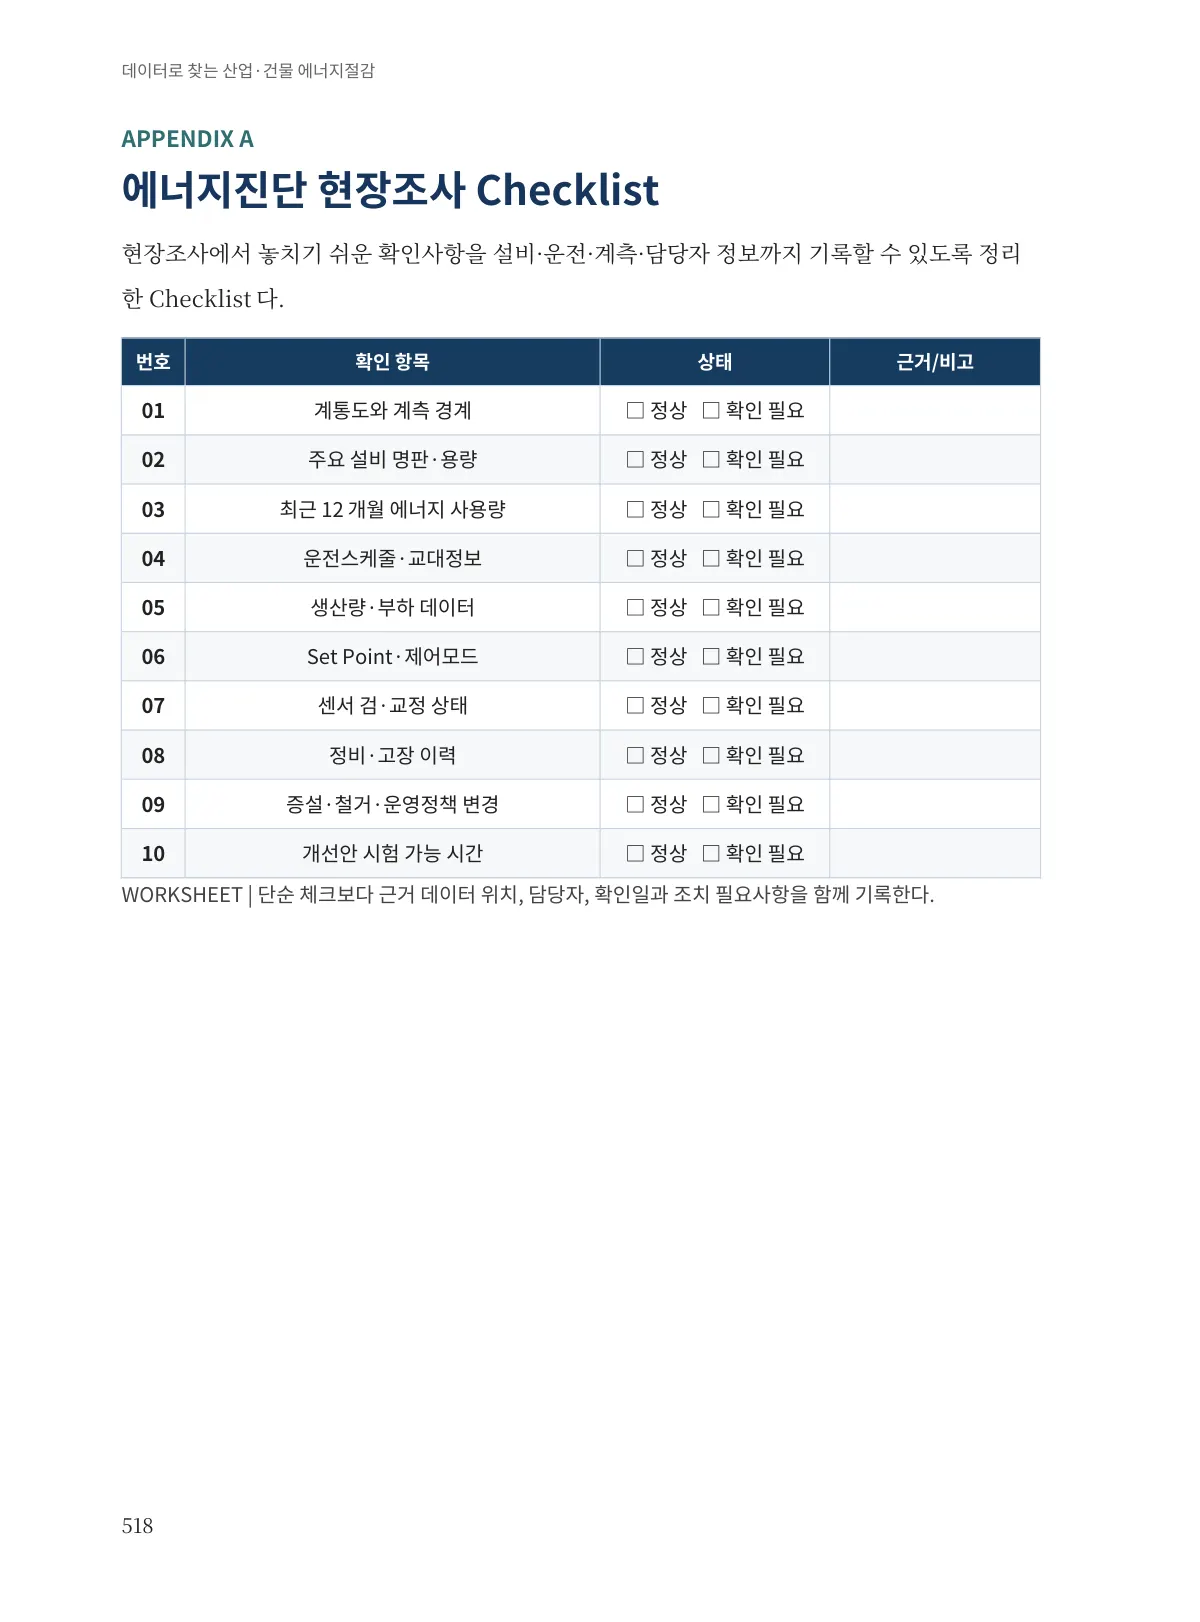 데이터로 찾는 산업·건물 에너지절감
APPENDIX A
에너지진단 현장조사 Checklist
현장조사에서 놓치기 쉬운 확인사항을 설비·운전·계측·담당자 정보까지 기록할 수 있도록 정리
한 Checklist 다.
번호 확인 항목 상태 근거/비고
01 계통도와 계측 경계 □ 정상 □ 확인 필요
02 주요 설비 명판·용량 □ 정상 □ 확인 필요
03 최근 12 개월 에너지 사용량 □ 정상 □ 확인 필요
04 운전스케줄·교대정보 □ 정상 □ 확인 필요
05 생산량·부하 데이터 □ 정상 □ 확인 필요
06 Set Point·제어모드 □ 정상 □ 확인 필요
07 센서 검·교정 상태 □ 정상 □ 확인 필요
08 정비·고장 이력 □ 정상 □ 확인 필요
09 증설·철거·운영정책 변경 □ 정상 □ 확인 필요
10 개선안 시험 가능 시간 □ 정상 □ 확인 필요
WORKSHEET | 단순 체크보다 근거 데이터 위치, 담당자, 확인일과 조치 필요사항을 함께 기록한다.
518